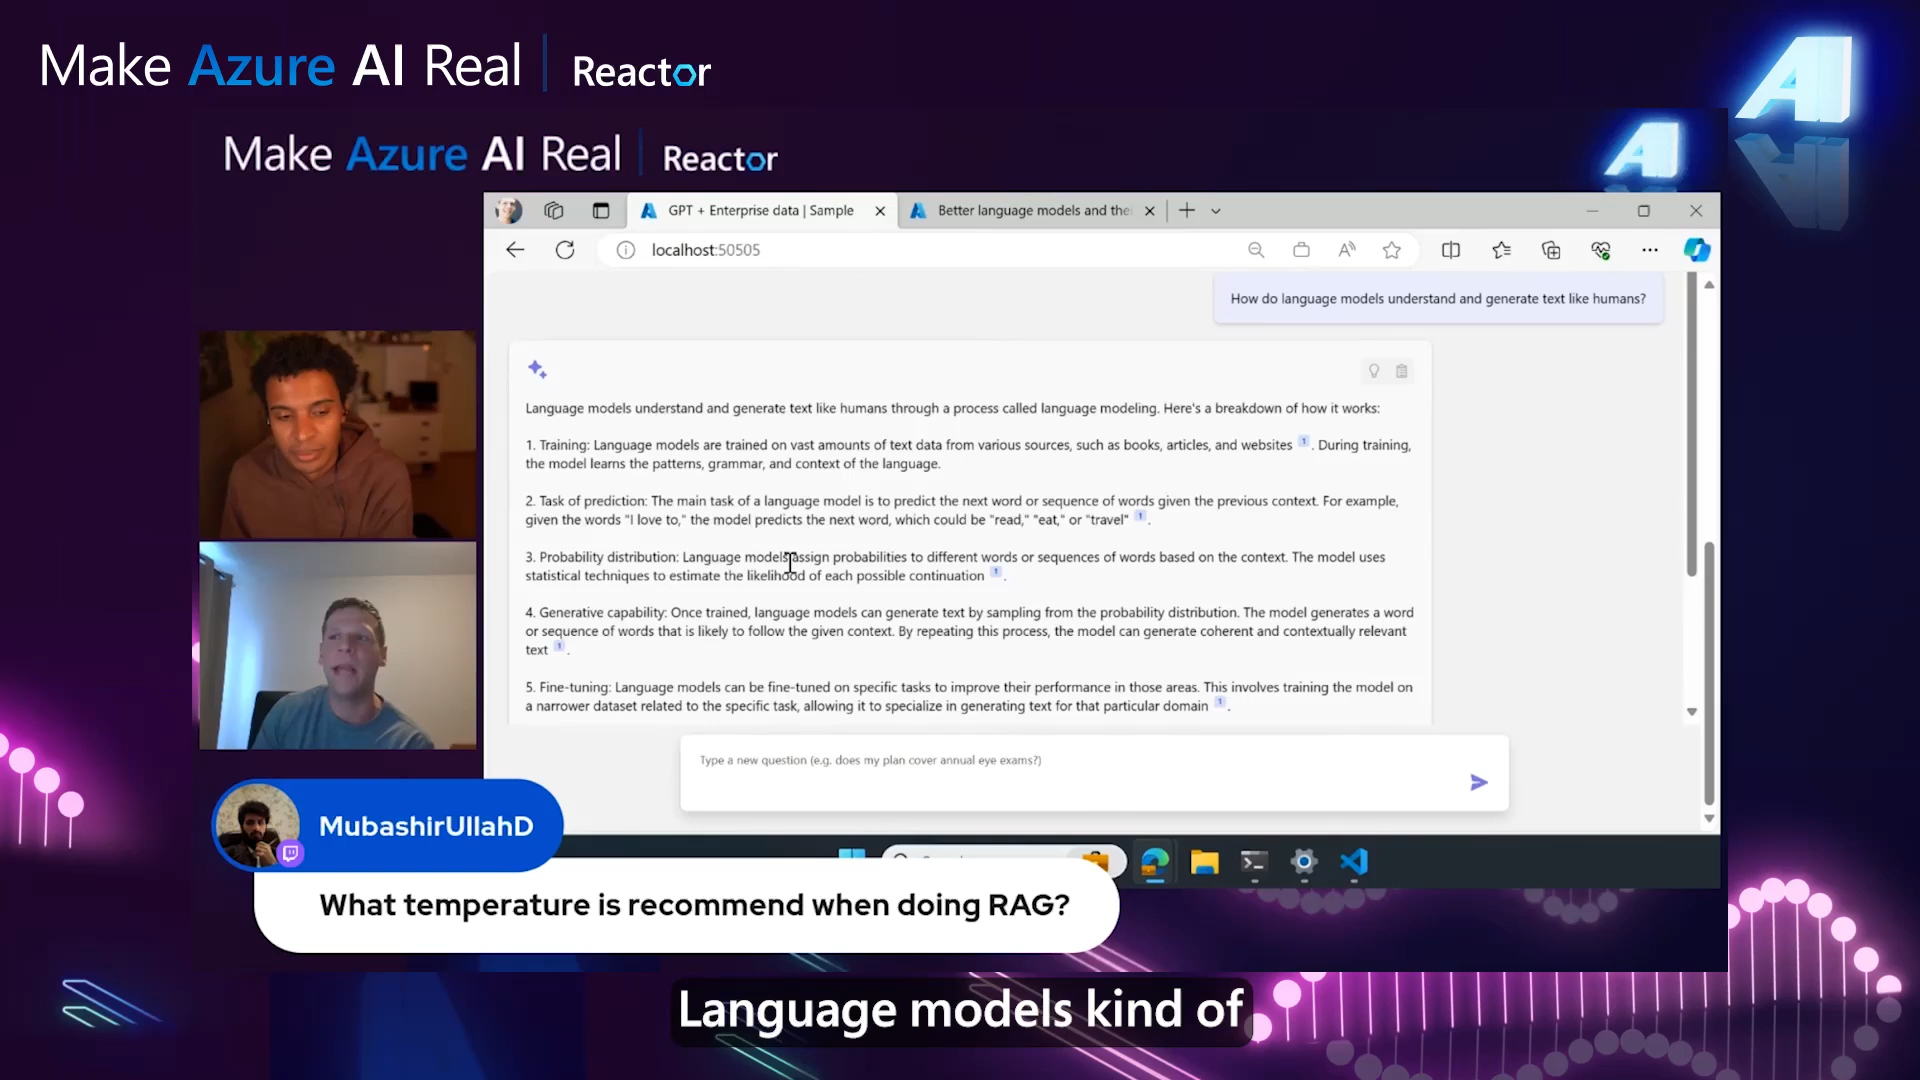 Make Azure AI Real | Reactor
AI
Make Azure AI Real | Reactor
AI
GPT + Enterprise data | Sample
Better language models and thei
localhost:50505
How do language models understand and generate text like humans?
Language models understand and generate text like humans through a process called language modeling. Here's a breakdown of how it works:
1. Training: Language models are trained on vast amounts of text data from various sources, such as books, articles, and websites 1 . During training,
the model learns the patterns, grammar, and context of the language.
2. Task of prediction: The main task of a language model is to predict the next word or sequence of words given the previous context. For example,
given the words "I love to," the model predicts the next word, which could be "read," "eat," or "travel" 1 .
3. Probability distribution: Language models assign probabilities to different words or sequences of words based on the context. The model uses
statistical techniques to estimate the likelihood of each possible continuation 1 .
4. Generative capability: Once trained, language models can generate text by sampling from the probability distribution. The model generates a word
or sequence of words that is likely to follow the given context. By repeating this process, the model can generate coherent and contextually relevant
text 1 .
5. Fine-tuning: Language models can be fine-tuned on specific tasks to improve their performance in those areas. This involves training the model on
a narrower dataset related to the specific task, allowing it to specialize in generating text for that particular domain 1 .
Type a new question (e.g. does my plan cover annual eye exams?)
MubashirUllahD
What temperature is recommend when doing RAG?
Language models kind of